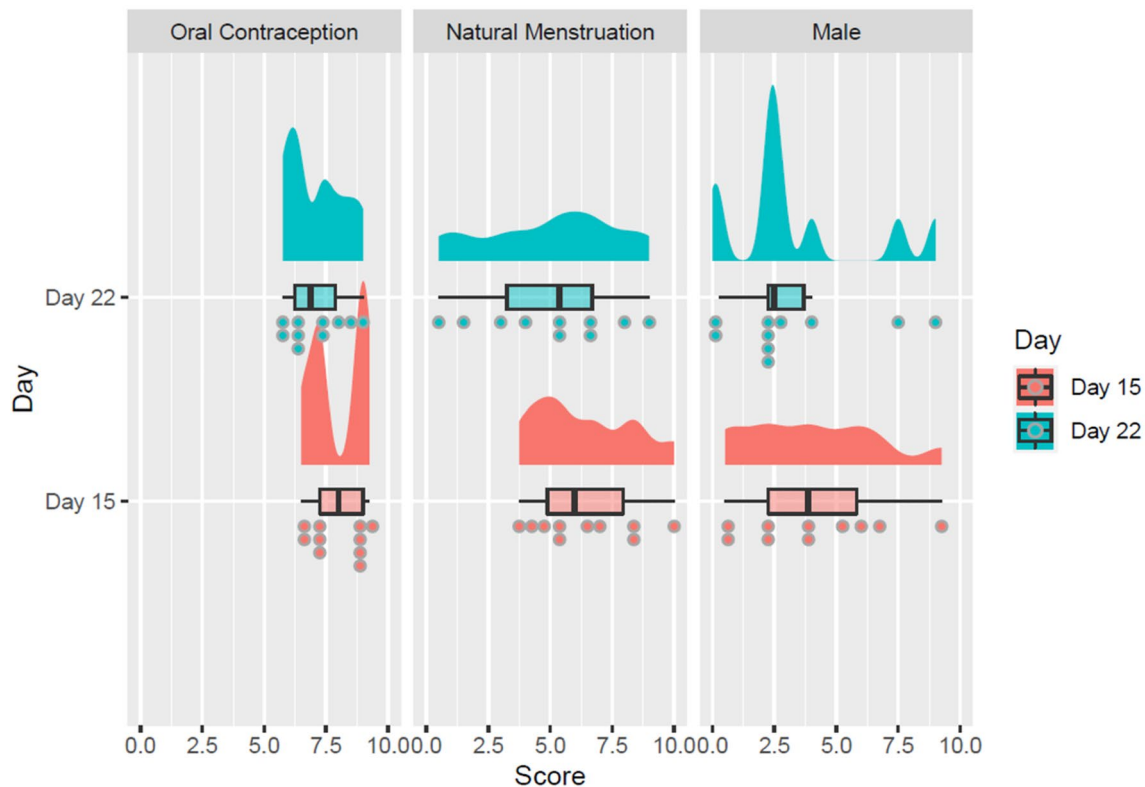 Oral Contraception Natural Menstruation Male
Day 22
Day 15
Day
0.0 2.5 5.0 7.5 10.0 0.0 2.5 5.0 7.5 10.0 0.0 2.5 5.0 7.5 10.0
Score
Day
Day 15
Day 22